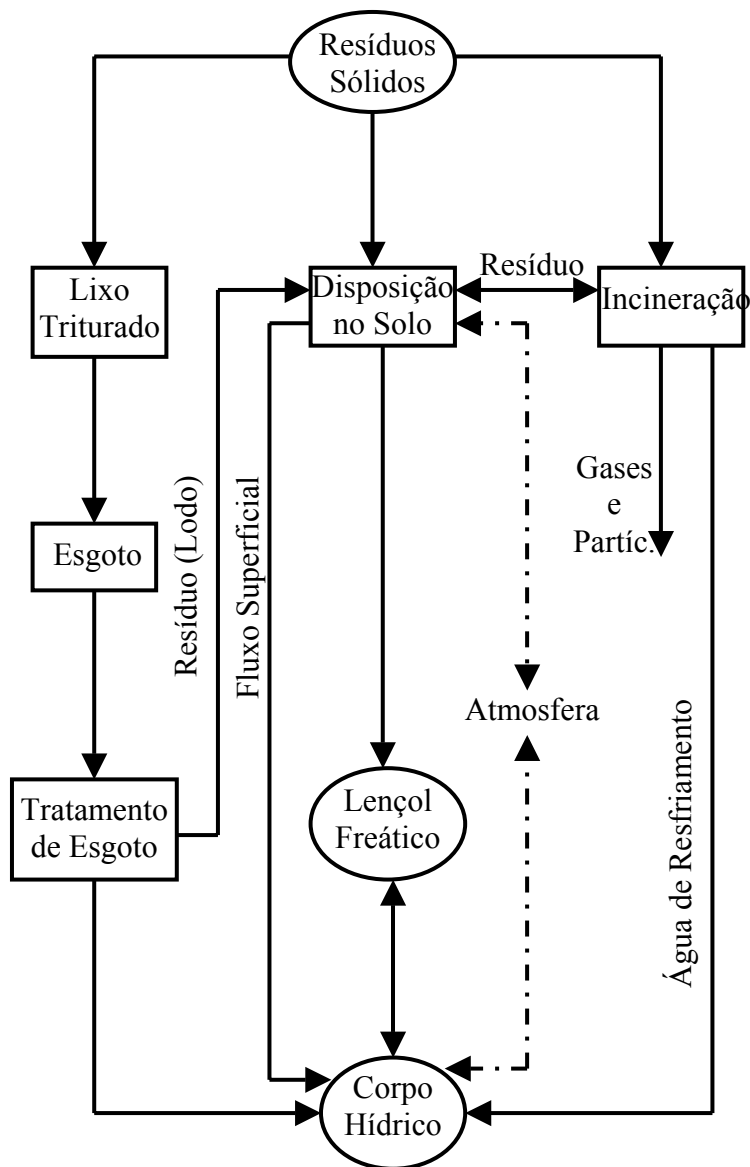 Resíduos
Sólidos
Resíduo
Lixo
Triturado
Disposição
no Solo
Incineração
Gases
e
Partíc.
Esgoto
Resíduo (Lodo)
Fluxo Superficial
Atmosfera
Água de Resfriamento
Tratamento
de Esgoto
Lençol
Freático
Corpo
Hídrico